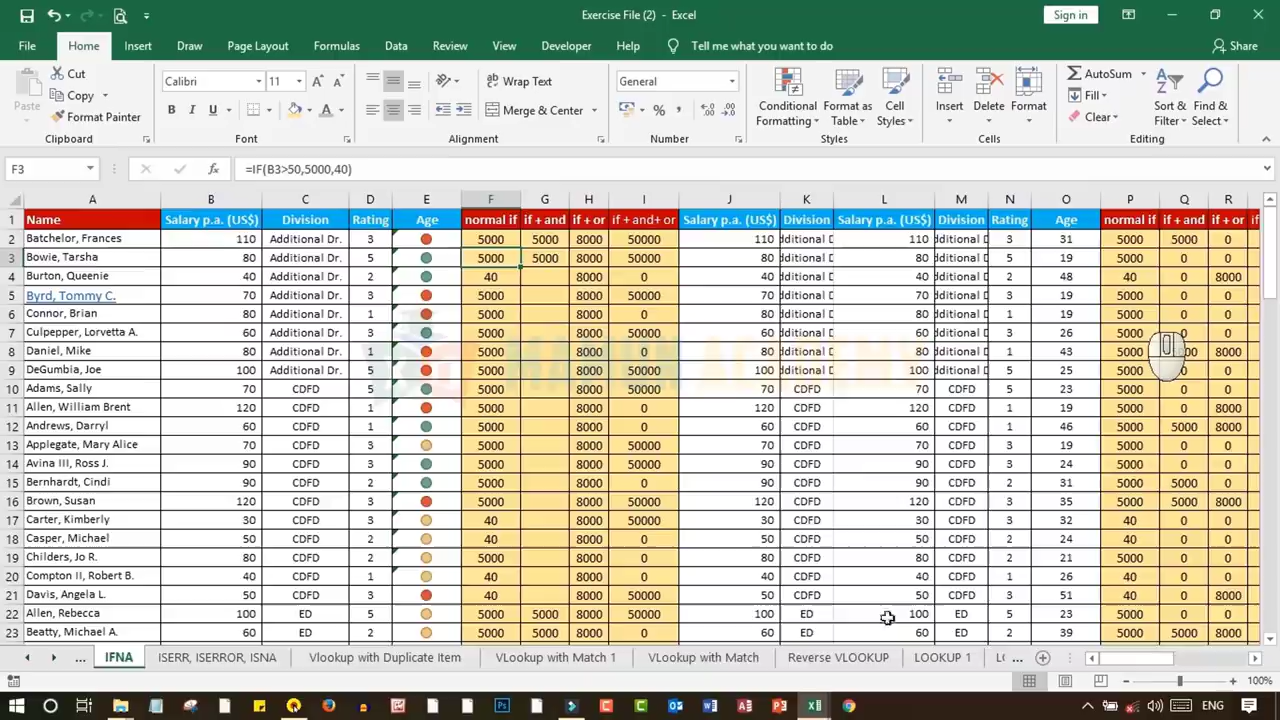 Exercise File (2) - Excel
Sign in
File Home Insert Draw Page Layout Formulas Data Review View Developer Help Tell me what you want to do Share
Paste Cut Copy Format Painter Clipboard
Calibri 11 B I U A Font
Wrap Text Merge & Center Alignment
General % Number
Conditional Formatting Format as Table Cell Styles Styles
Insert Delete Format Cells
AutoSum Fill Clear Sort & Filter Find & Select Editing
F3 fx =IF(B3>50,5000,40)
A B C D E F G H I J K L M N O P Q R
1 Name Salary p.a. (US$) Division Rating Age normal if if + and if + or if + and+ or Salary p.a. (US$) Division Salary p.a. (US$) Division Rating Age normal if if + and if + or if
2 Batchelor, Frances 110 Additional Dr. 3 5000 5000 8000 50000 110 dditional D 110 dditional D 3 31 5000 5000 0
3 Bowie, Tarsha 80 Additional Dr. 5 5000 5000 8000 50000 80 dditional D 80 dditional D 5 19 5000 0 0
4 Burton, Queenie 40 Additional Dr. 2 40 8000 0 40 dditional D 40 dditional D 2 48 40 0 8000
5 Byrd, Tommy C. 70 Additional Dr. 3 5000 8000 50000 70 dditional D 70 dditional D 3 19 5000 0 0
6 Connor, Brian 80 Additional Dr. 1 5000 8000 0 80 dditional D 80 dditional D 1 19 5000 0 0
7 Culpepper, Lorvetta A. 60 Additional Dr. 3 5000 8000 50000 60 dditional D 60 dditional D 3 26 5000 0 0
8 Daniel, Mike 80 Additional Dr. 1 5000 8000 0 80 dditional D 80 dditional D 1 43 5000 8000
9 DeGumbia, Joe 100 Additional Dr. 5 5000 8000 50000 100 dditional D 100 dditional D 5 25 5000 0 0
10 Adams, Sally 70 CDFD 5 5000 8000 50000 70 CDFD 70 CDFD 5 23 5000 0 0
11 Allen, William Brent 120 CDFD 1 5000 8000 0 120 CDFD 120 CDFD 1 19 5000 0 8000
12 Andrews, Darryl 60 CDFD 1 5000 8000 0 60 CDFD 60 CDFD 1 46 5000 5000 8000
13 Applegate, Mary Alice 70 CDFD 3 5000 8000 50000 70 CDFD 70 CDFD 3 19 5000 0 0
14 Avina III, Ross J. 90 CDFD 3 5000 8000 50000 90 CDFD 90 CDFD 3 24 5000 0 0
15 Bernhardt, Cindi 90 CDFD 2 5000 8000 0 90 CDFD 90 CDFD 2 31 5000 5000 0
16 Brown, Susan 120 CDFD 3 5000 8000 50000 120 CDFD 120 CDFD 3 35 5000 5000 8000
17 Carter, Kimberly 30 CDFD 3 40 8000 50000 30 CDFD 30 CDFD 3 32 40 0 0
18 Casper, Michael 50 CDFD 2 40 8000 0 50 CDFD 50 CDFD 2 24 40 0 0
19 Childers, Jo R. 80 CDFD 2 5000 8000 0 80 CDFD 80 CDFD 2 21 5000 0 0
20 Compton II, Robert B. 40 CDFD 1 40 8000 0 40 CDFD 40 CDFD 1 26 40 0 0
21 Davis, Angela L. 50 CDFD 3 40 8000 50000 50 CDFD 50 CDFD 3 51 40 0 8000
22 Allen, Rebecca 100 ED 5 5000 5000 8000 50000 100 ED 100 ED 5 23 5000 0 0
23 Beatty, Michael A. 60 ED 2 5000 5000 8000 0 60 ED 60 ED 2 39 5000 5000 8000
... IFNA ISERR, ISERROR, ISNA Vlookup with Duplicate Item VLookup with Match 1 VLookup with Match Reverse VLOOKUP LOOKUP 1 LC ...
100%
ENG